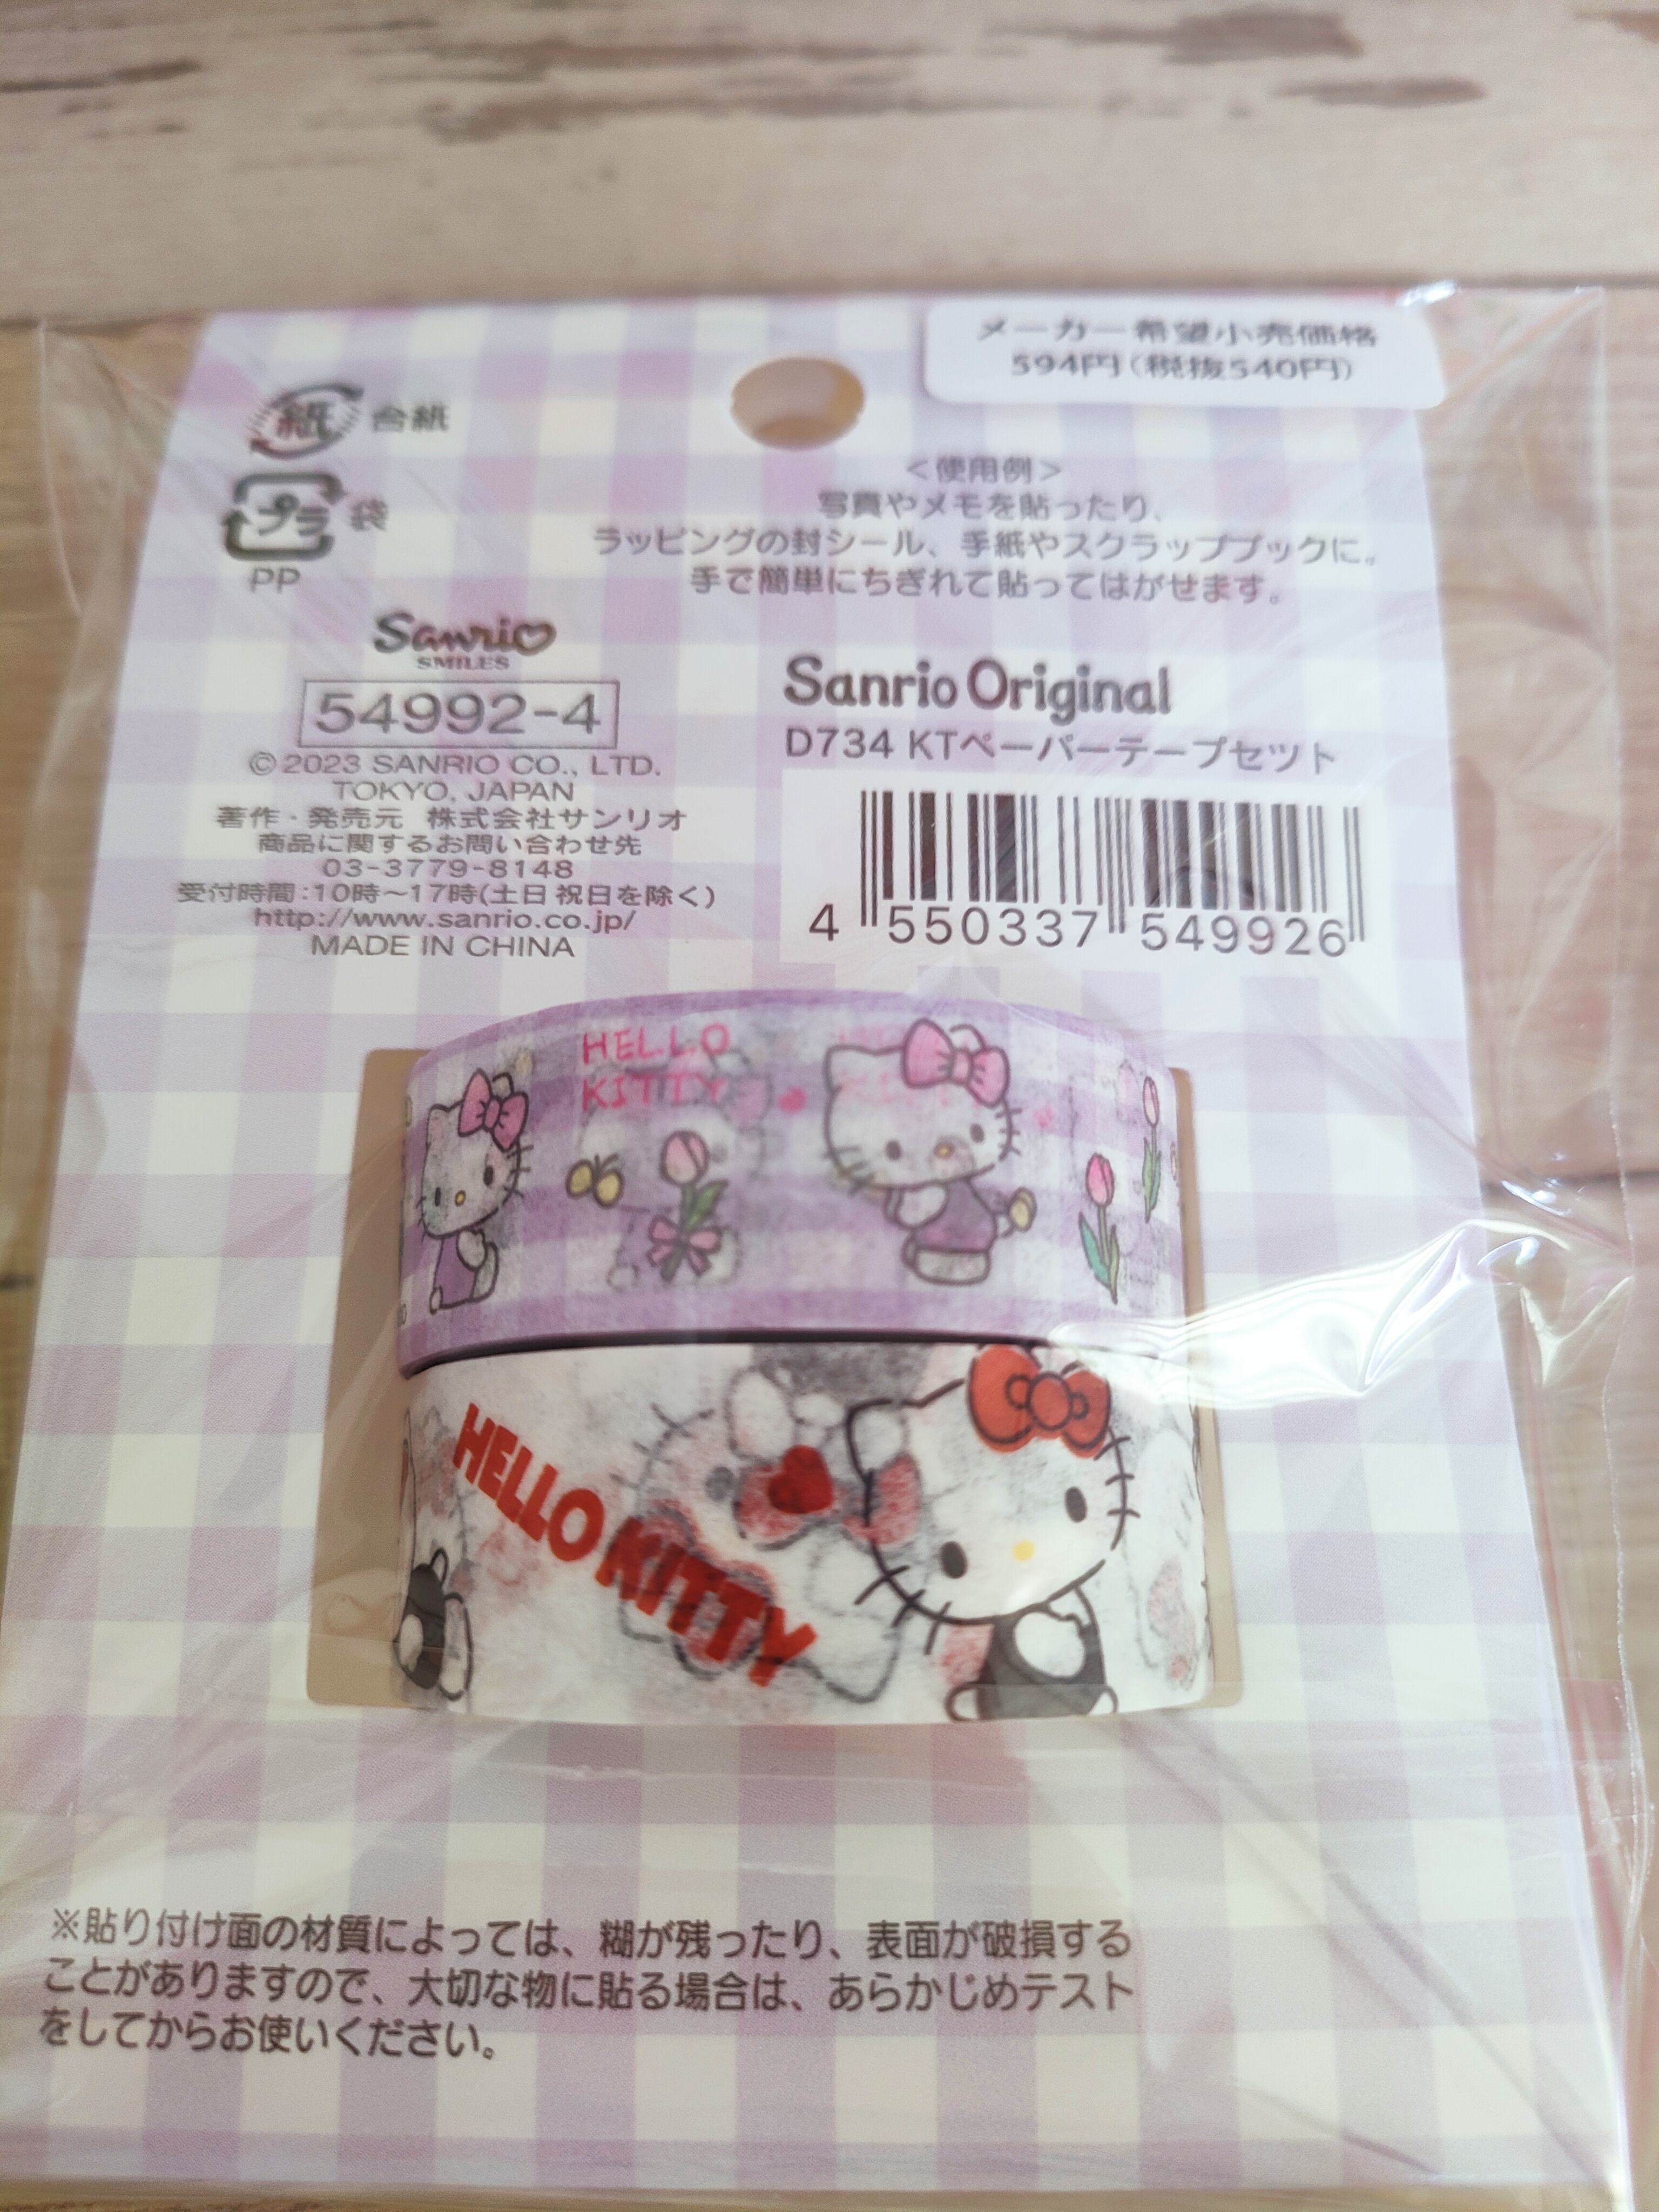 メーカー希望小売価格
594円(税抜540円)
紙 台紙
プラ 袋
PP
<使用例>
写真やメモを貼ったり、
ラッピングの封シール、手紙やスクラップブックに。
手で簡単にちぎれて貼ってはがせます。
Sanrio
SMILES
54992-4
©2023 SANRIO CO., LTD.
TOKYO, JAPAN
著作・発売元 株式会社サンリオ
商品に関するお問い合わせ先
03-3779-8148
受付時間:10時〜17時(土日祝日を除く)
http://www.sanrio.co.jp/
MADE IN CHINA
Sanrio Original
D734 KTペーパーテープセット
4 550337 549926
HELLO
KITTY
HELLO KITTY
※貼り付け面の材質によっては、糊が残ったり、表面が破損する
ことがありますので、大切な物に貼る場合は、あらかじめテスト
をしてからお使いください。